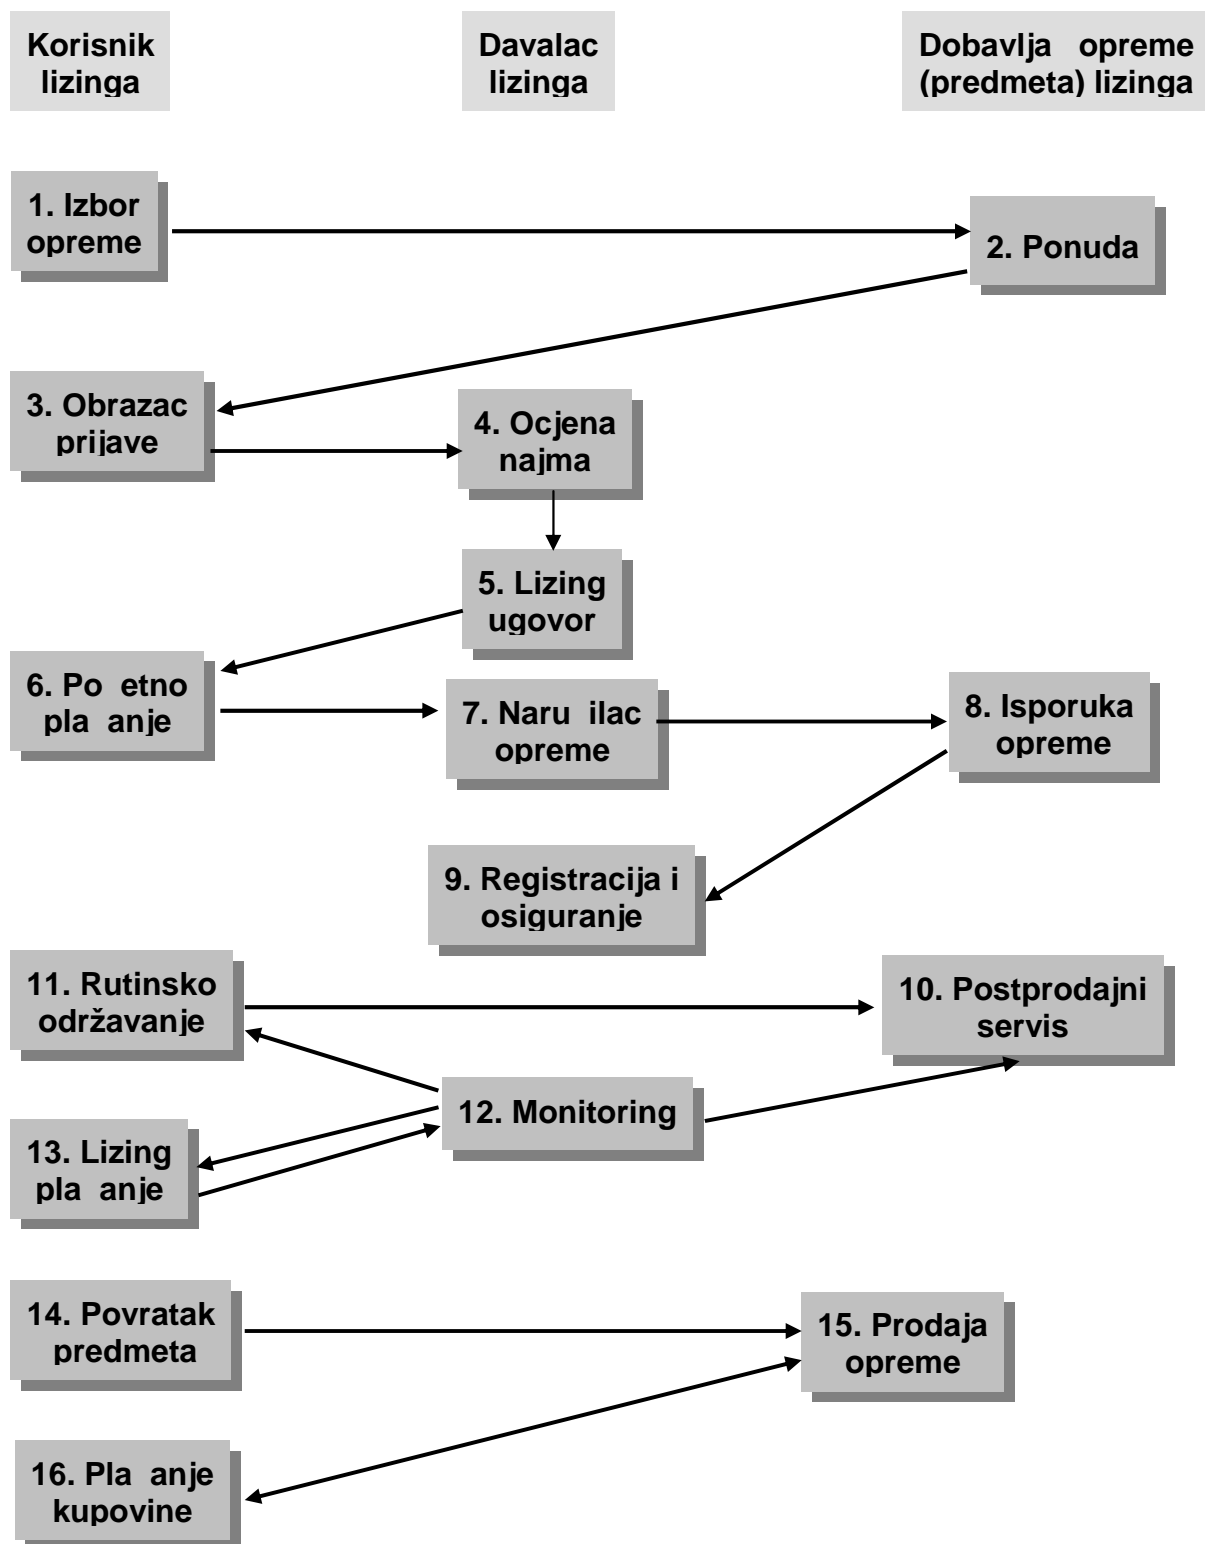 Korisnik
lizinga
Davalac
lizinga
Dobavlja opreme
(predmeta) lizinga
1. Izbor
opreme
2. Ponuda
3. Obrazac
prijave
4. Ocjena
najma
5. Lizing
ugovor
6. Po etno
pla anje
7. Naru ilac
opreme
8. Isporuka
opreme
9. Registracija i
osiguranje
11. Rutinsko
održavanje
10. Postprodajni
servis
12. Monitoring
13. Lizing
pla anje
14. Povratak
predmeta
15. Prodaja
opreme
16. Pla anje
kupovine